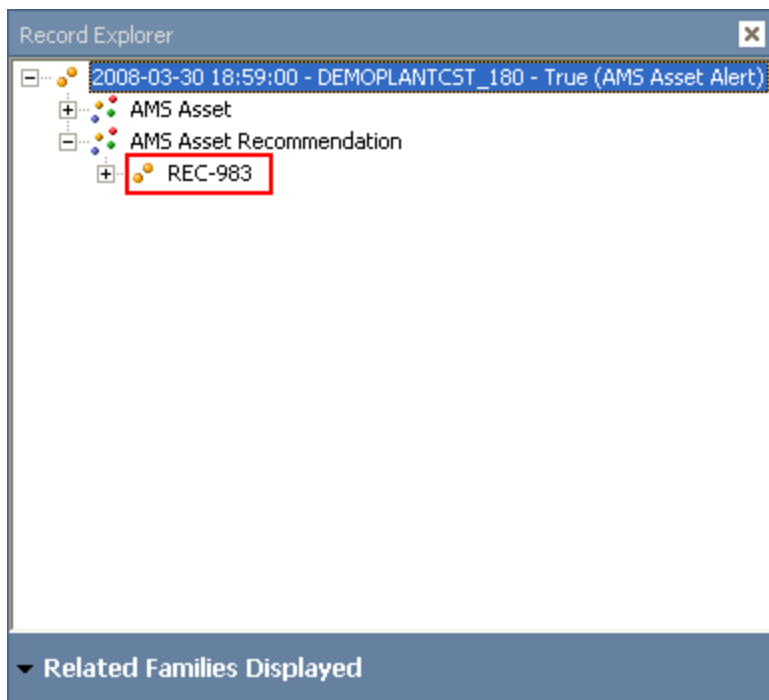 Record Explorer
2008-03-30 18:59:00 - DEMOPLANTCST_180 - True (AMS Asset Alert)
AMS Asset
AMS Asset Recommendation
REC-983
Related Families Displayed